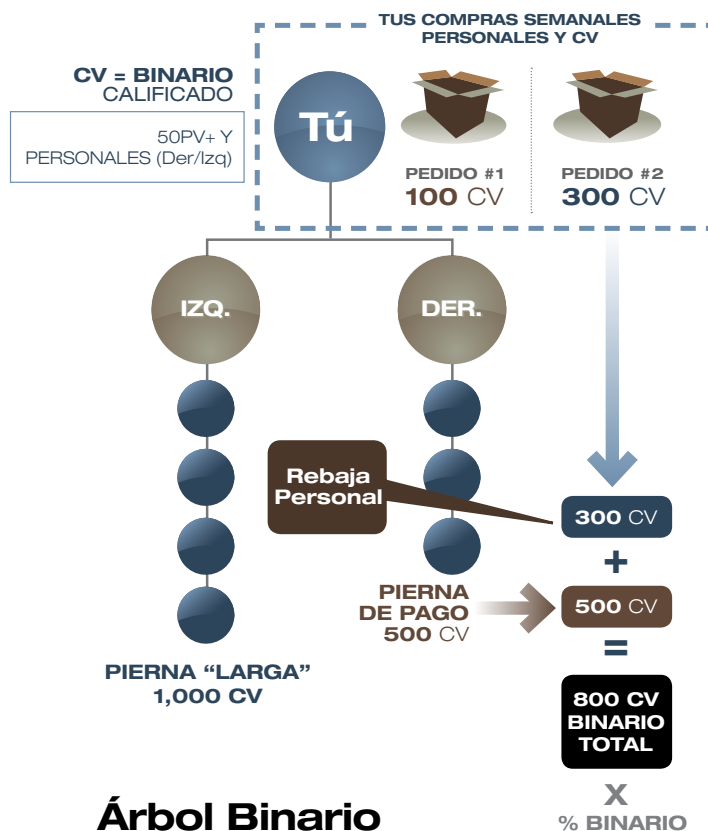 TUS COMPRAS SEMANALES
PERSONALES Y CV
CV = BINARIO
CALIFICADO
50PV+ Y
PERSONALES (Der/Izq)
Tú
PEDIDO #1
100 CV
PEDIDO #2
300 CV
IZQ.
DER.
Rebaja
Personal
300 CV
+
PIERNA
DE PAGO
500 CV
500 CV
=
PIERNA “LARGA”
1,000 CV
800 CV
BINARIO
TOTAL
X
% BINARIO
Árbol Binario